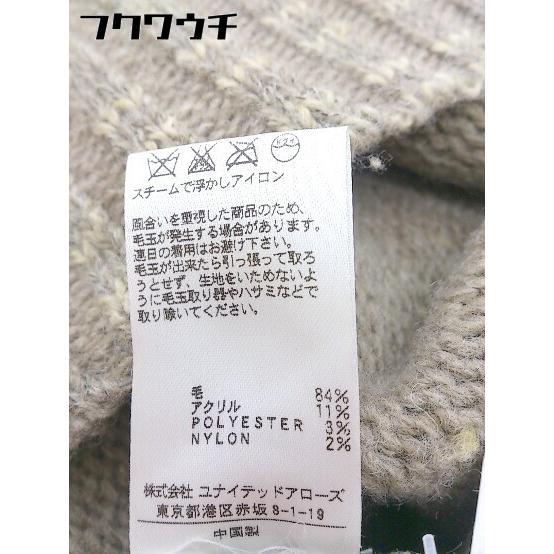 フクワウチ
ドライ
スチームで浮かしアイロン
風合いを重視した商品のため、
毛玉が発生する場合があります。
連日の着用はお避け下さい。
毛玉が出来たら引っ張って取ろ
うとせず、生地をいためないよ
うに毛玉取り器やハサミなどで
取り除いてください。
毛 84%
アクリル 11%
POLYESTER 3%
NYLON 2%
株式会社 ユナイテッドアローズ
東京都港区赤坂8-1-19
中国製